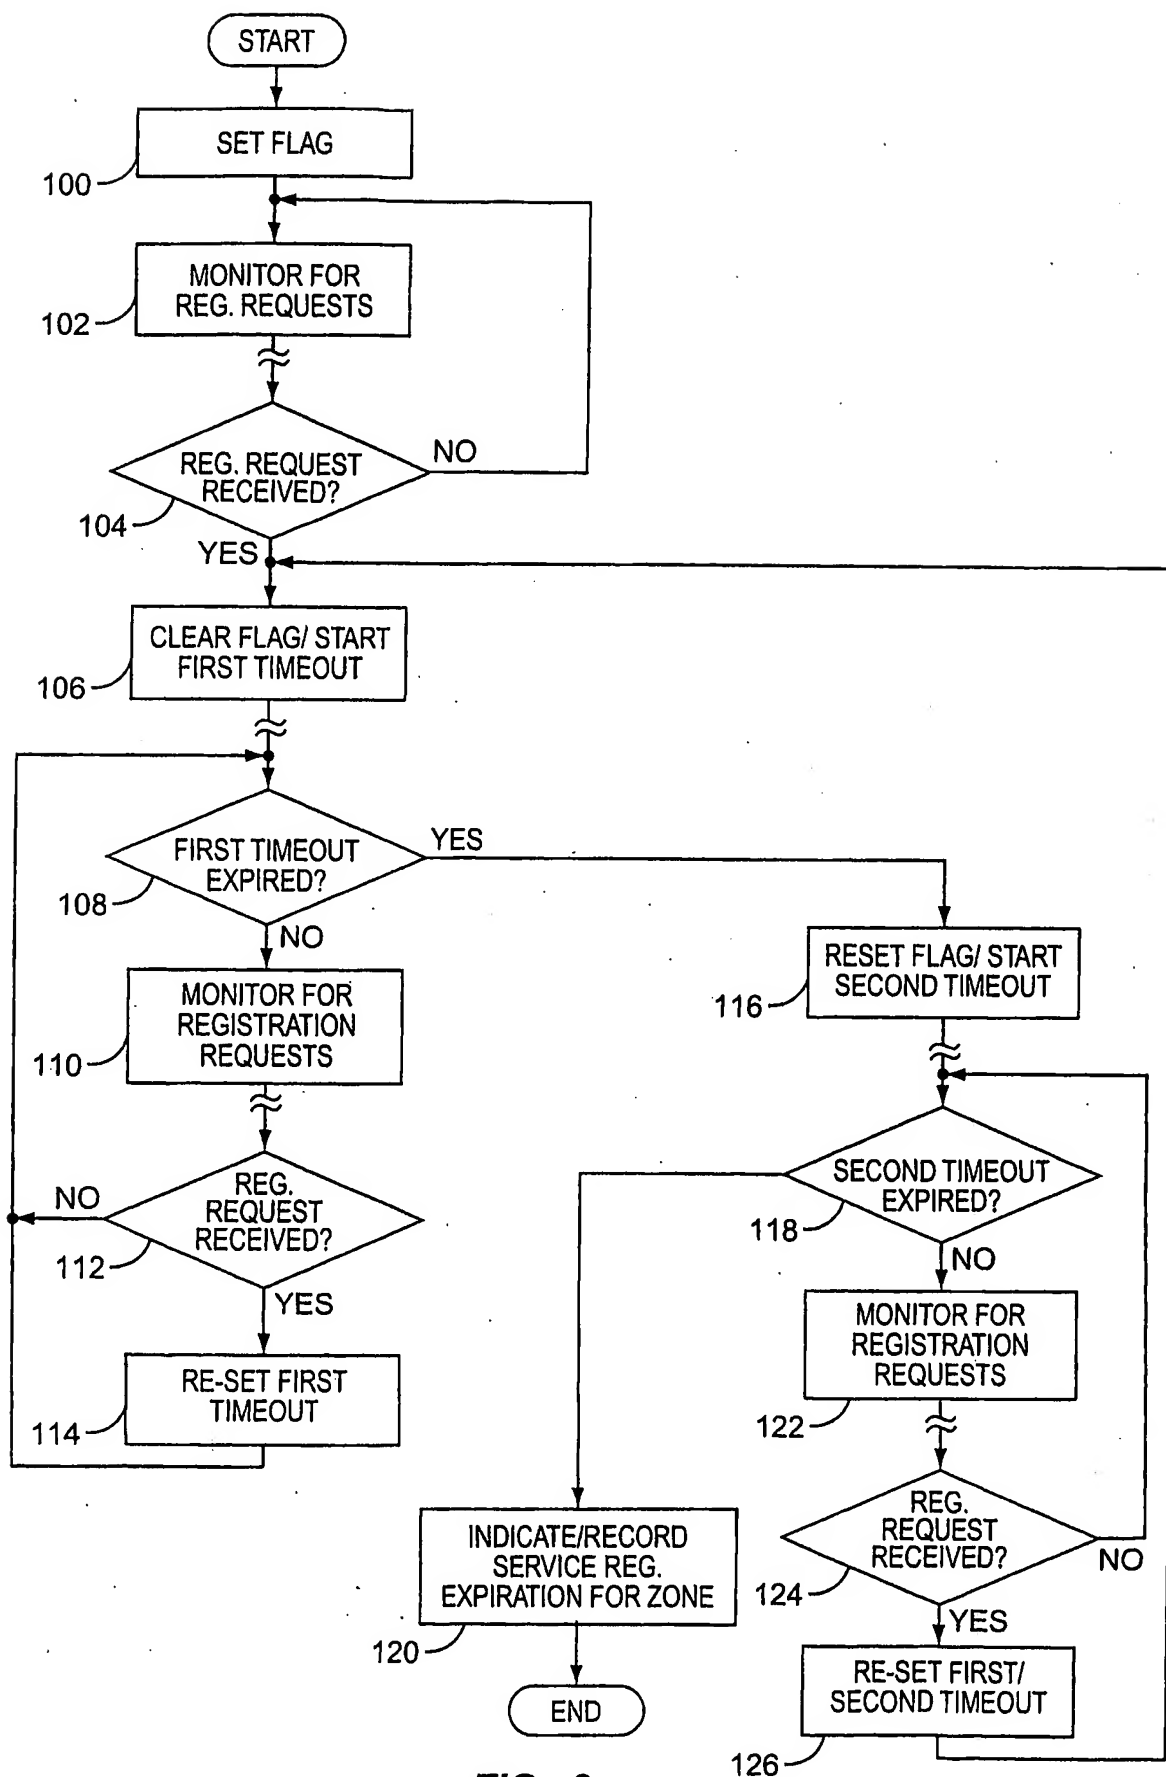 START
SET FLAG
100
MONITOR FOR
REG. REQUESTS
102
REG. REQUEST
RECEIVED?
NO
104
YES
CLEAR FLAG/ START
FIRST TIMEOUT
106
FIRST TIMEOUT
EXPIRED?
YES
108
NO
MONITOR FOR
REGISTRATION
REQUESTS
110
REG.
REQUEST
RECEIVED?
NO
112
YES
RE-SET FIRST
TIMEOUT
114
RESET FLAG/ START
SECOND TIMEOUT
116
SECOND TIMEOUT
EXPIRED?
118
NO
MONITOR FOR
REGISTRATION
REQUESTS
122
REG.
REQUEST
RECEIVED?
NO
124
YES
RE-SET FIRST/
SECOND TIMEOUT
126
INDICATE/RECORD
SERVICE REG.
EXPIRATION FOR ZONE
120
END